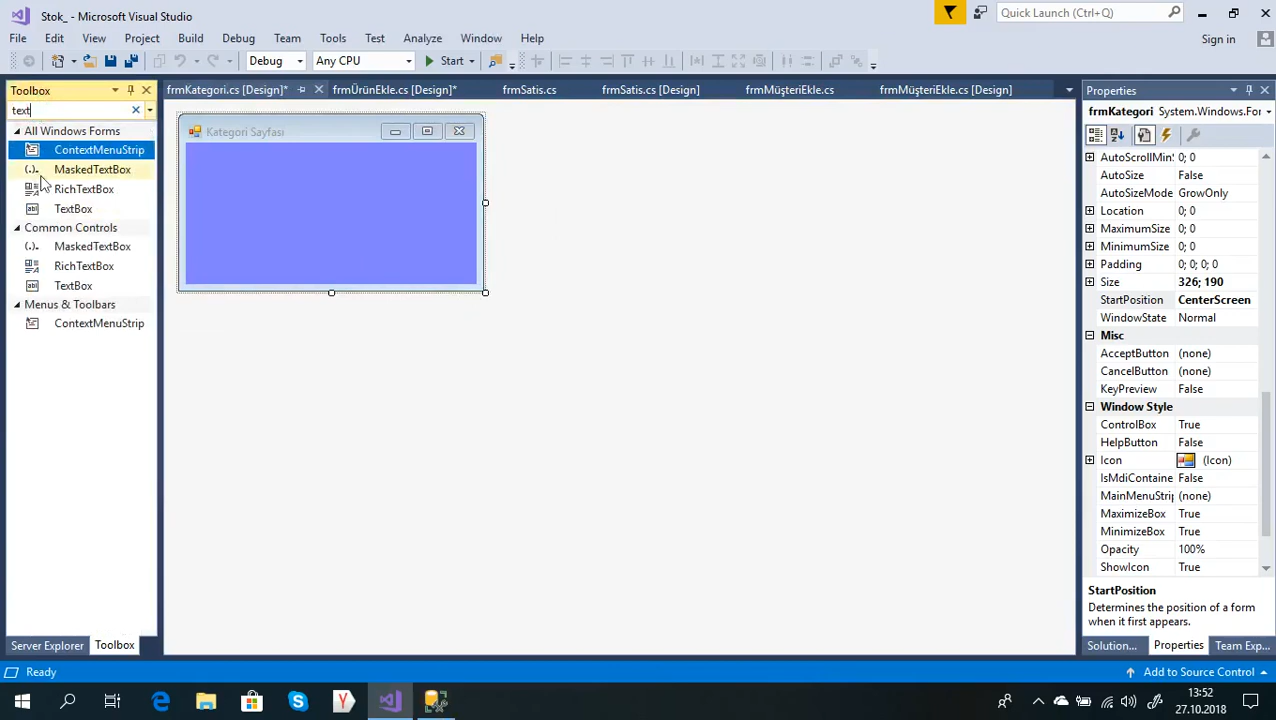 Stok_ - Microsoft Visual Studio
Quick Launch (Ctrl+Q)
File Edit View Project Build Debug Team Tools Test Analyze Window Help
Sign in
Debug Any CPU Start
Toolbox
frmKategori.cs [Design]* frmÜrünEkle.cs [Design]* frmSatis.cs frmSatis.cs [Design] frmMüşteriEkle.cs frmMüşteriEkle.cs [Design]
Properties
text
frmKategori System.Windows.For
All Windows Forms
ContextMenuStrip
MaskedTextBox
RichTextBox
TextBox
Common Controls
MaskedTextBox
RichTextBox
TextBox
Menus & Toolbars
ContextMenuStrip
Kategori Sayfası
AutoScrollMin 0; 0
AutoSize False
AutoSizeMode GrowOnly
Location 0; 0
MaximumSize 0; 0
MinimumSize 0; 0
Padding 0; 0; 0; 0
Size 326; 190
StartPosition CenterScreen
WindowState Normal
Misc
AcceptButton (none)
CancelButton (none)
KeyPreview False
Window Style
ControlBox True
HelpButton False
Icon (Icon)
IsMdiContaine False
MainMenuStrip (none)
MaximizeBox True
MinimizeBox True
Opacity 100%
ShowIcon True
StartPosition
Determines the position of a form
when it first appears.
Server Explorer Toolbox
Solution... Properties Team Exp...
Ready
Add to Source Control
13:52
27.10.2018